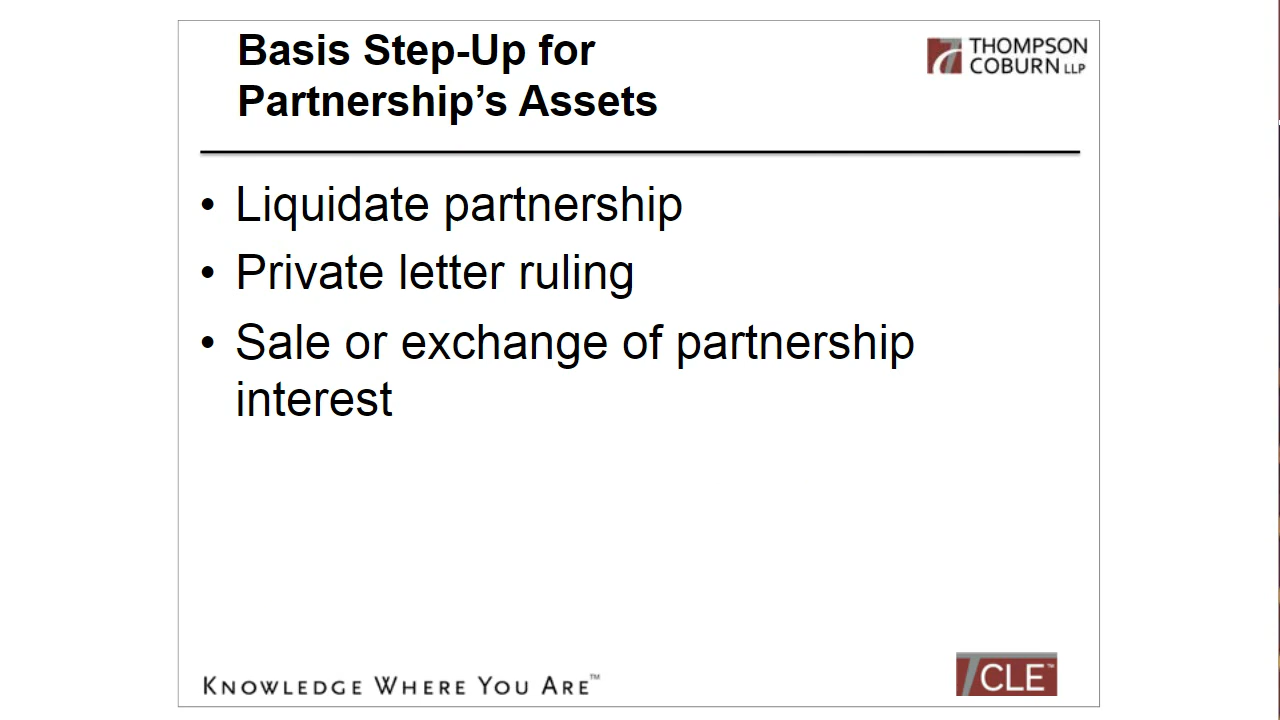 Basis Step-Up for
Partnership’s Assets
THOMPSON
COBURN LLP
• Liquidate partnership
• Private letter ruling
• Sale or exchange of partnership
interest
KNOWLEDGE WHERE YOU ARE™
TCLE™